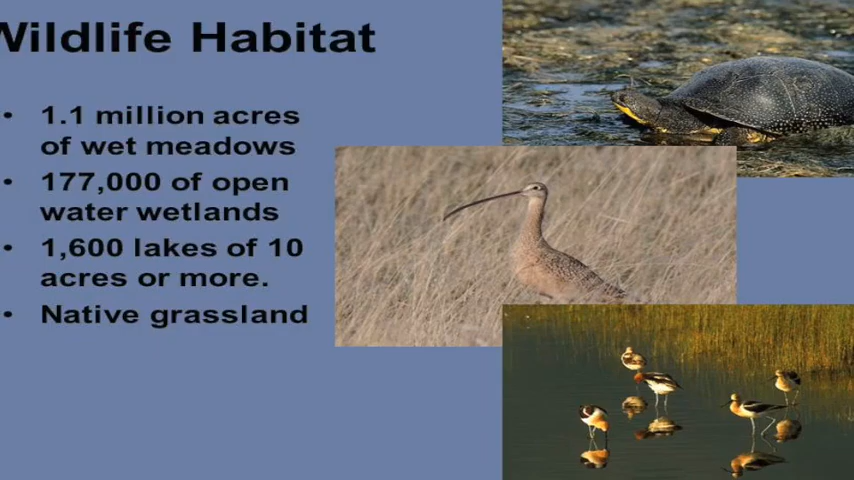 Wildlife Habitat
• 1.1 million acres
of wet meadows
• 177,000 of open
water wetlands
• 1,600 lakes of 10
acres or more.
• Native grassland